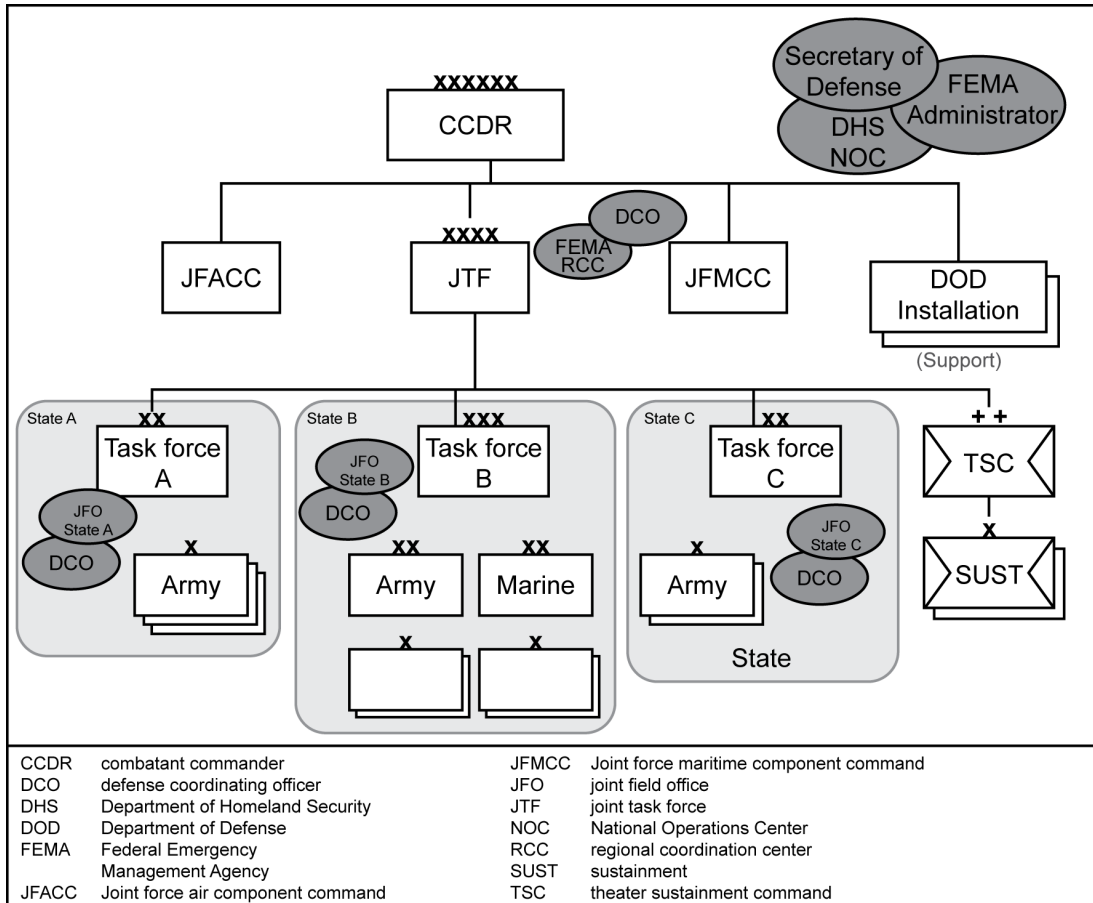 XXXXXX
CCDR
Secretary of
Defense
FEMA
Administrator
DHS
NOC
JFACC
XXXX
JTF
FEMA
RCC
DCO
JFMCC
DOD
Installation
(Support)
State A
XX
Task force
A
JFO
State A
DCO
X
Army
State B
XXX
Task force
B
JFO
State B
DCO
XX
Army
XX
Marine
X
X
State C
XX
Task force
C
JFO
State C
DCO
X
Army
State
++
TSC
X
SUST
CCDR combatant commander
DCO defense coordinating officer
DHS Department of Homeland Security
DOD Department of Defense
FEMA Federal Emergency
Management Agency
JFACC Joint force air component command
JFMCC Joint force maritime component command
JFO joint field office
JTF joint task force
NOC National Operations Center
RCC regional coordination center
SUST sustainment
TSC theater sustainment command